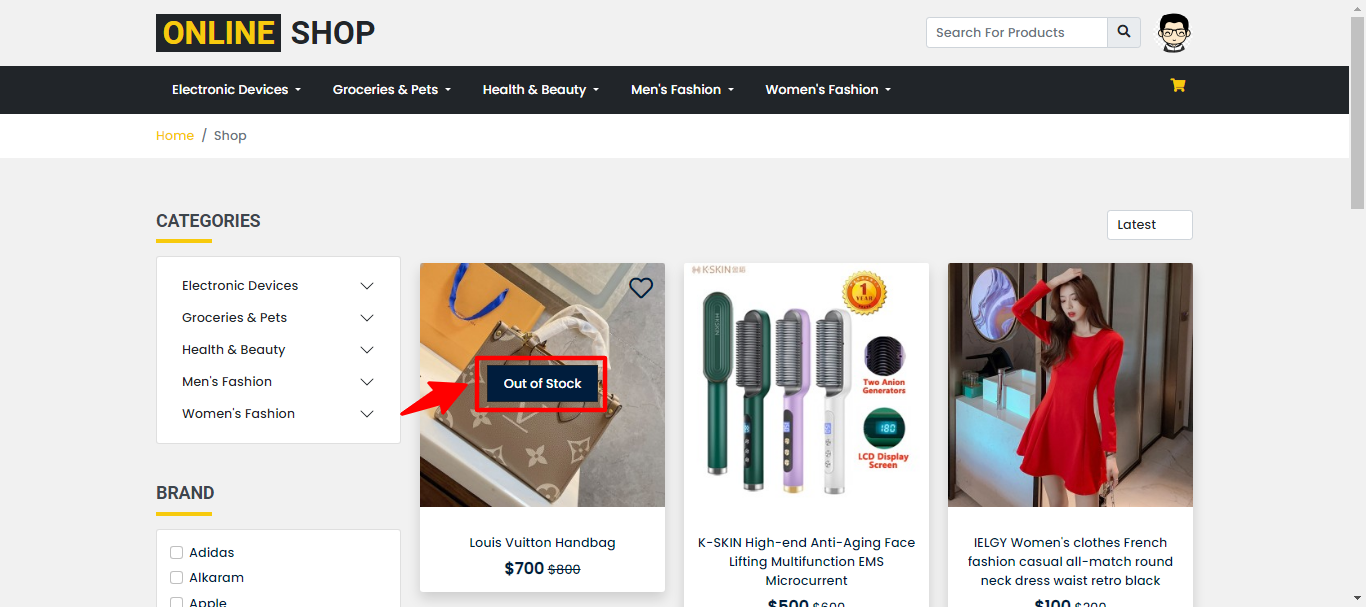 ONLINE SHOP
Search For Products
Electronic Devices
Groceries & Pets
Health & Beauty
Men's Fashion
Women's Fashion
Home / Shop
CATEGORIES
Electronic Devices
Groceries & Pets
Health & Beauty
Men's Fashion
Women's Fashion
BRAND
Adidas
Alkaram
Apple
Latest
Out of Stock
Louis Vuitton Handbag
$700 $800
KSKIN
1
YEAR
Two Anion
Generators
180
LCD Display
Screen
K-SKIN High-end Anti-Aging Face
Lifting Multifunction EMS
Microcurrent
$500 $600
IELGY Women's clothes French
fashion casual all-match round
neck dress waist retro black
$100 $200